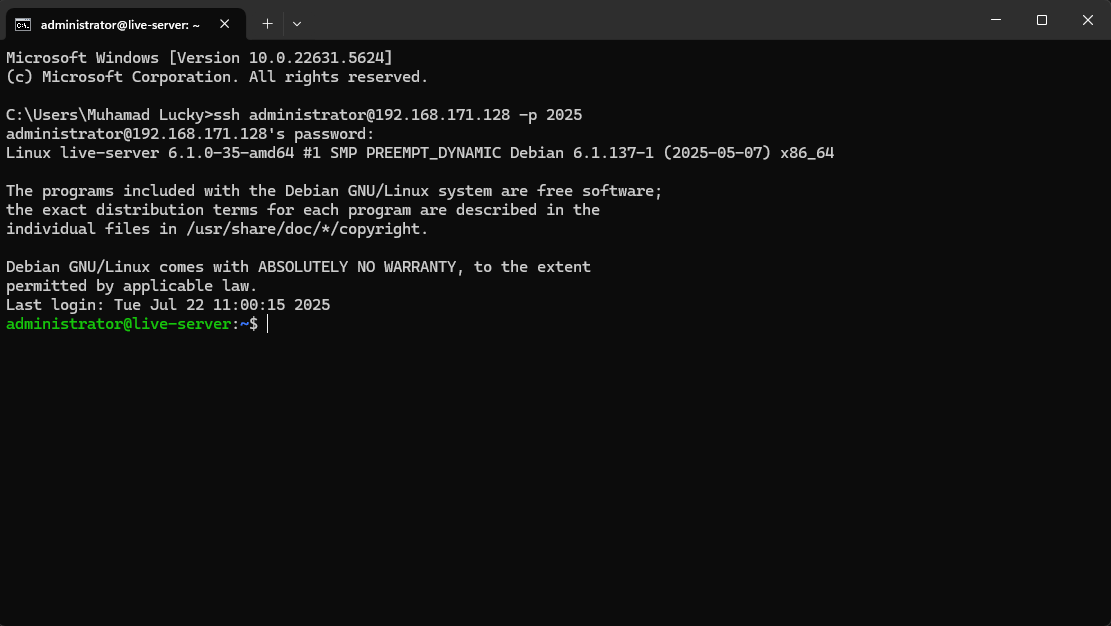 administrator@live-server: ~
Microsoft Windows [Version 10.0.22631.5624]
(c) Microsoft Corporation. All rights reserved.
C:\Users\Muhamad Lucky>ssh administrator@192.168.171.128 -p 2025
administrator@192.168.171.128's password:
Linux live-server 6.1.0-35-amd64 #1 SMP PREEMPT_DYNAMIC Debian 6.1.137-1 (2025-05-07) x86_64
The programs included with the Debian GNU/Linux system are free software;
the exact distribution terms for each program are described in the
individual files in /usr/share/doc/*/copyright.
Debian GNU/Linux comes with ABSOLUTELY NO WARRANTY, to the extent
permitted by applicable law.
Last login: Tue Jul 22 11:00:15 2025
administrator@live-server:~$